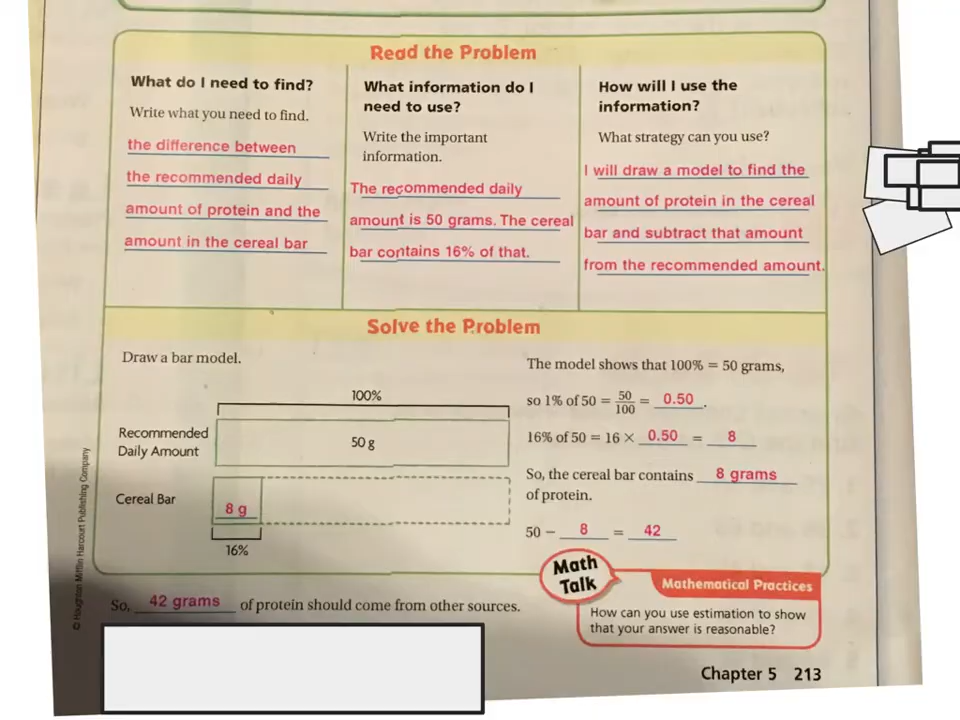 Read the Problem
What do I need to find?
Write what you need to find.
the difference between
the recommended daily
amount of protein and the
amount in the cereal bar
What information do I
need to use?
Write the important
information.
The recommended daily
amount is 50 grams. The cereal
bar contains 16% of that.
How will I use the
information?
What strategy can you use?
I will draw a model to find the
amount of protein in the cereal
bar and subtract that amount
from the recommended amount.
Solve the Problem
Draw a bar model.
100%
Recommended
Daily Amount
50 g
Cereal Bar
8 g
16%
The model shows that 100% = 50 grams,
so 1% of 50 = 50/100 = 0.50.
16% of 50 = 16 × 0.50 = 8
So, the cereal bar contains 8 grams
of protein.
50 − 8 = 42
So, 42 grams of protein should come from other sources.
Math
Talk
Mathematical Practices
How can you use estimation to show
that your answer is reasonable?
© Houghton Mifflin Harcourt Publishing Company
Chapter 5 213